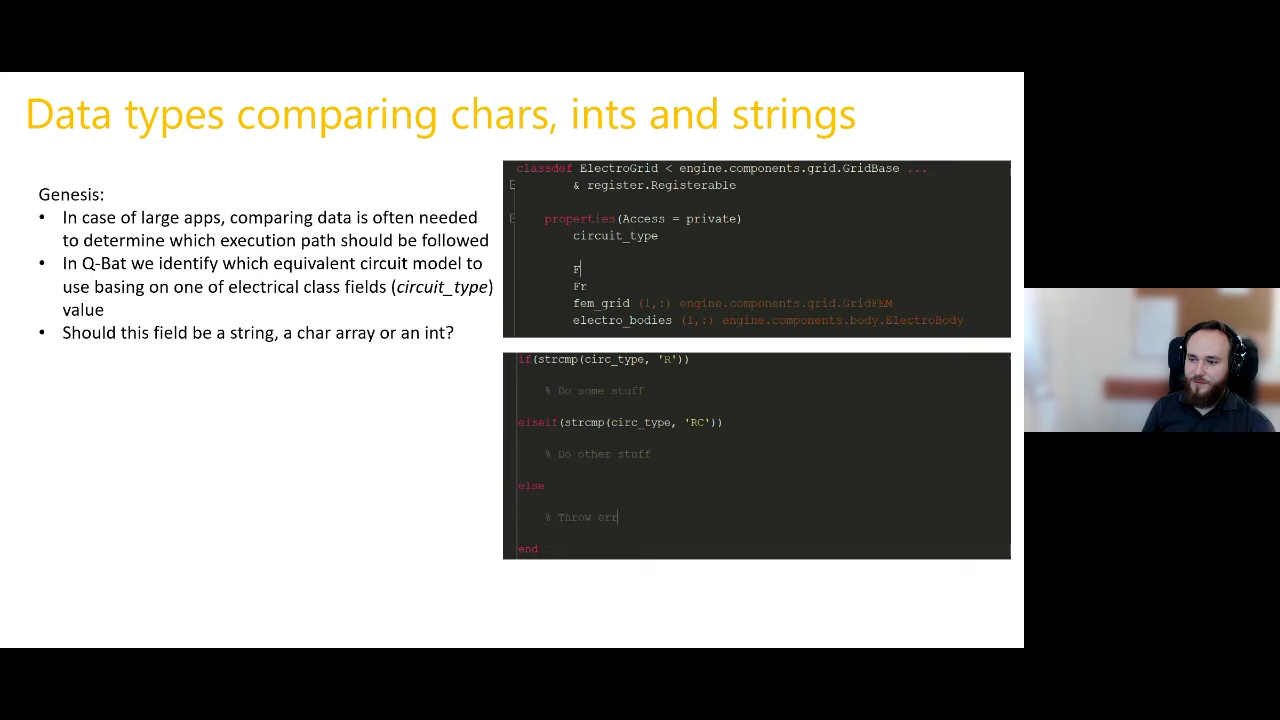 Data types comparing chars, ints and strings
Genesis:
• In case of large apps, comparing data is often needed
to determine which execution path should be followed
• In Q-Bat we identify which equivalent circuit model to
use basing on one of electrical class fields (circuit_type)
value
• Should this field be a string, a char array or an int?
classdef ElectroGrid < engine.components.grid.GridBase ...
& register.Registerable
properties(Access = private)
circuit_type
F
Fr
fem_grid (1,:) engine.components.grid.GridFEM
electro_bodies (1,:) engine.components.body.ElectroBody
if(strcmp(circ_type, 'R'))
% Do some stuff
elseif(strcmp(circ_type, 'RC'))
% Do other stuff
else
% Throw err
end